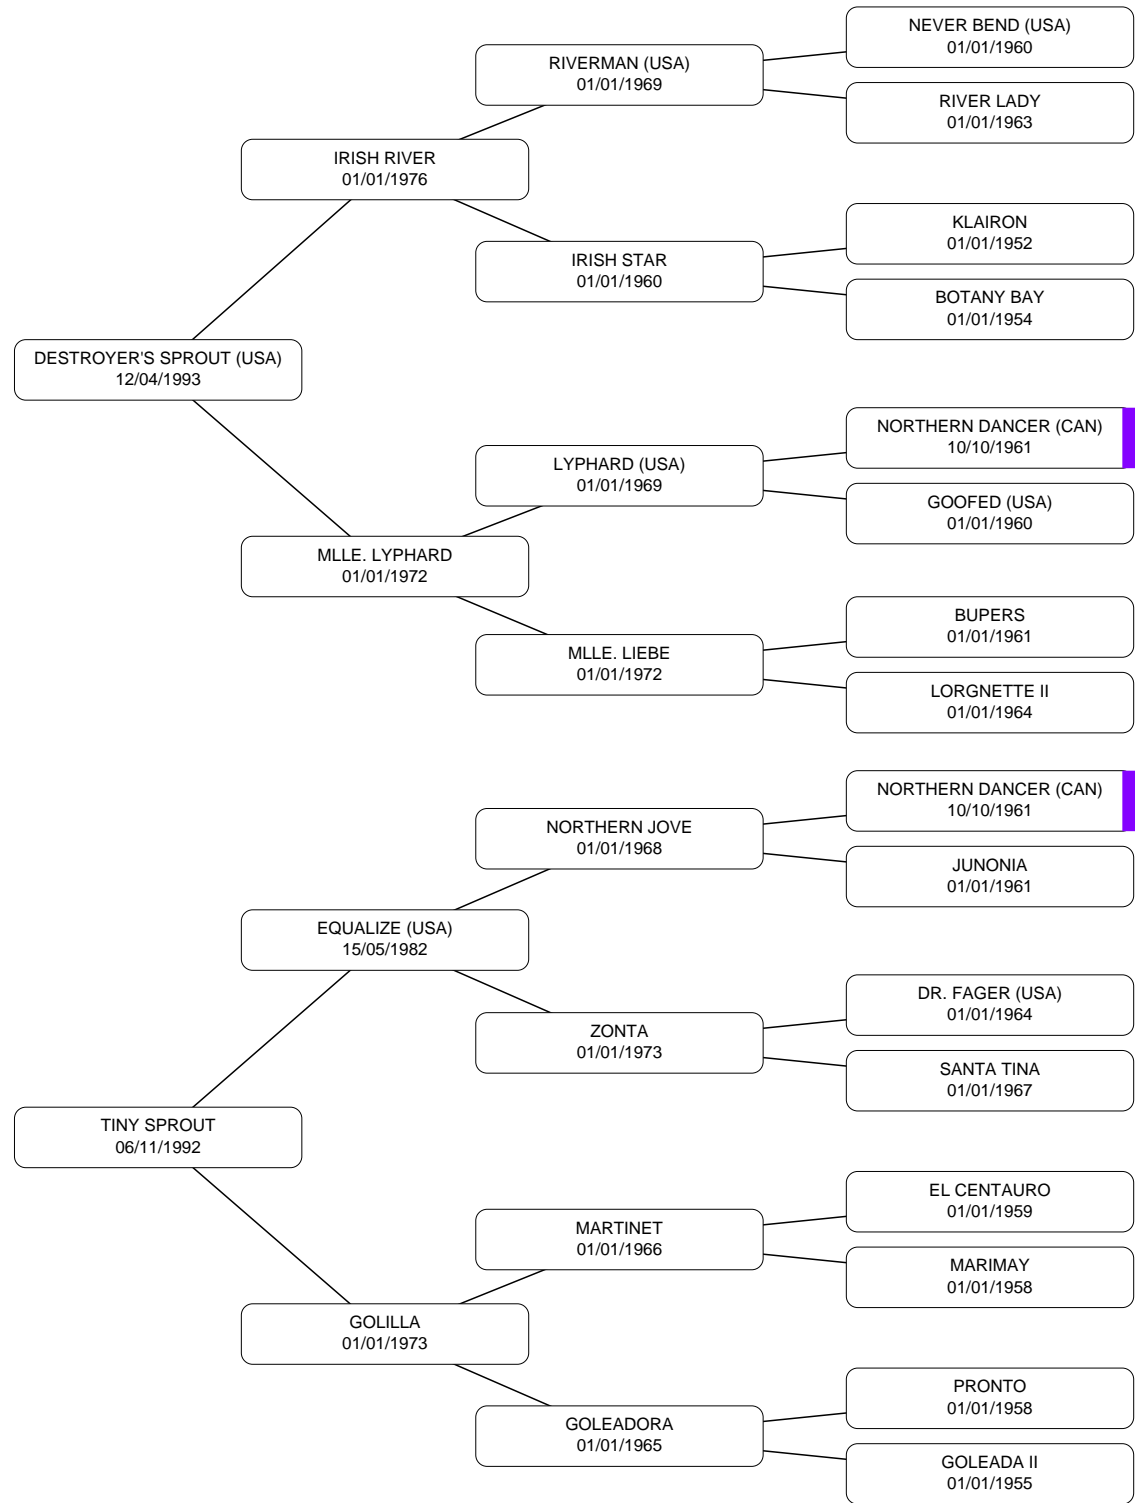 NEVER BEND (USA)
01/01/1960
RIVERMAN (USA)
01/01/1969
RIVER LADY
01/01/1963
IRISH RIVER
01/01/1976
KLAIRON
01/01/1952
IRISH STAR
01/01/1960
BOTANY BAY
01/01/1954
DESTROYER'S SPROUT (USA)
12/04/1993
NORTHERN DANCER (CAN)
10/10/1961
LYPHARD (USA)
01/01/1969
GOOFED (USA)
01/01/1960
MLLE. LYPHARD
01/01/1972
BUPERS
01/01/1961
MLLE. LIEBE
01/01/1972
LORGNETTE II
01/01/1964
NORTHERN DANCER (CAN)
10/10/1961
NORTHERN JOVE
01/01/1968
JUNONIA
01/01/1961
EQUALIZE (USA)
15/05/1982
DR. FAGER (USA)
01/01/1964
ZONTA
01/01/1973
SANTA TINA
01/01/1967
TINY SPROUT
06/11/1992
EL CENTAURO
01/01/1959
MARTINET
01/01/1966
MARIMAY
01/01/1958
GOLILLA
01/01/1973
PRONTO
01/01/1958
GOLEADORA
01/01/1965
GOLEADA II
01/01/1955